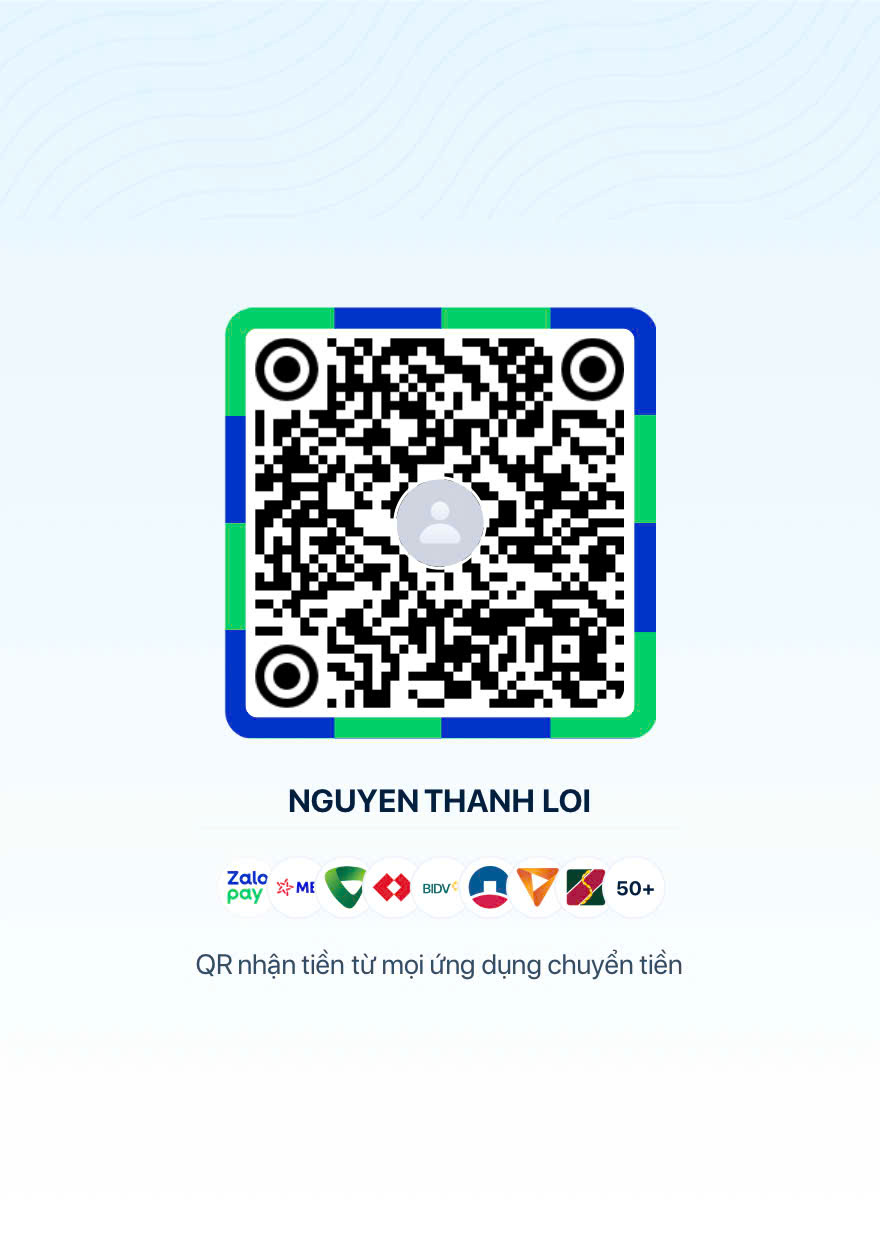 NGUYEN THANH LOI
Zalo pay MB BIDV 50+
QR nhận tiền từ mọi ứng dụng chuyển tiền